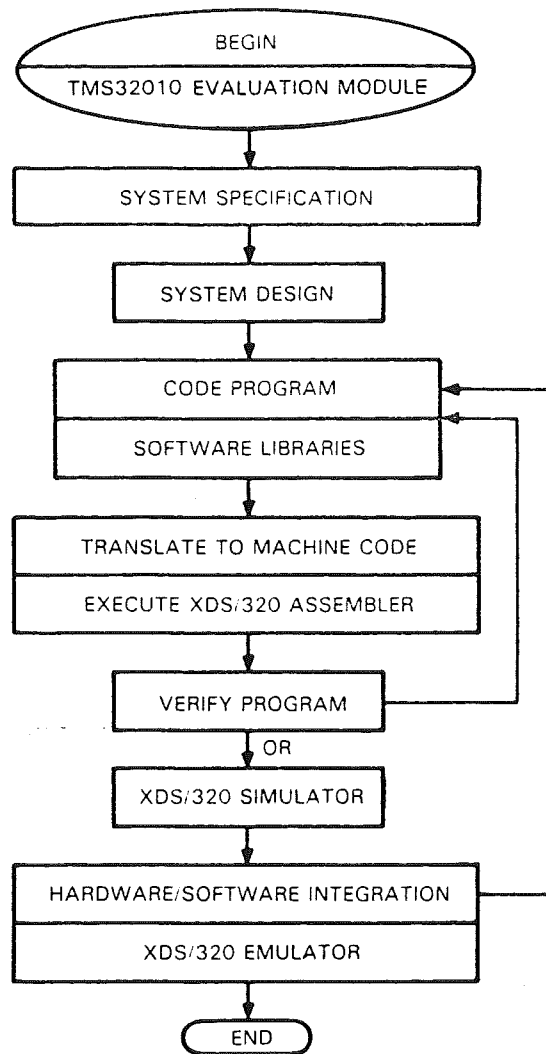 BEGIN
TMS32010 EVALUATION MODULE
SYSTEM SPECIFICATION
SYSTEM DESIGN
CODE PROGRAM
SOFTWARE LIBRARIES
TRANSLATE TO MACHINE CODE
EXECUTE XDS/320 ASSEMBLER
VERIFY PROGRAM
OR
XDS/320 SIMULATOR
HARDWARE/SOFTWARE INTEGRATION
XDS/320 EMULATOR
END